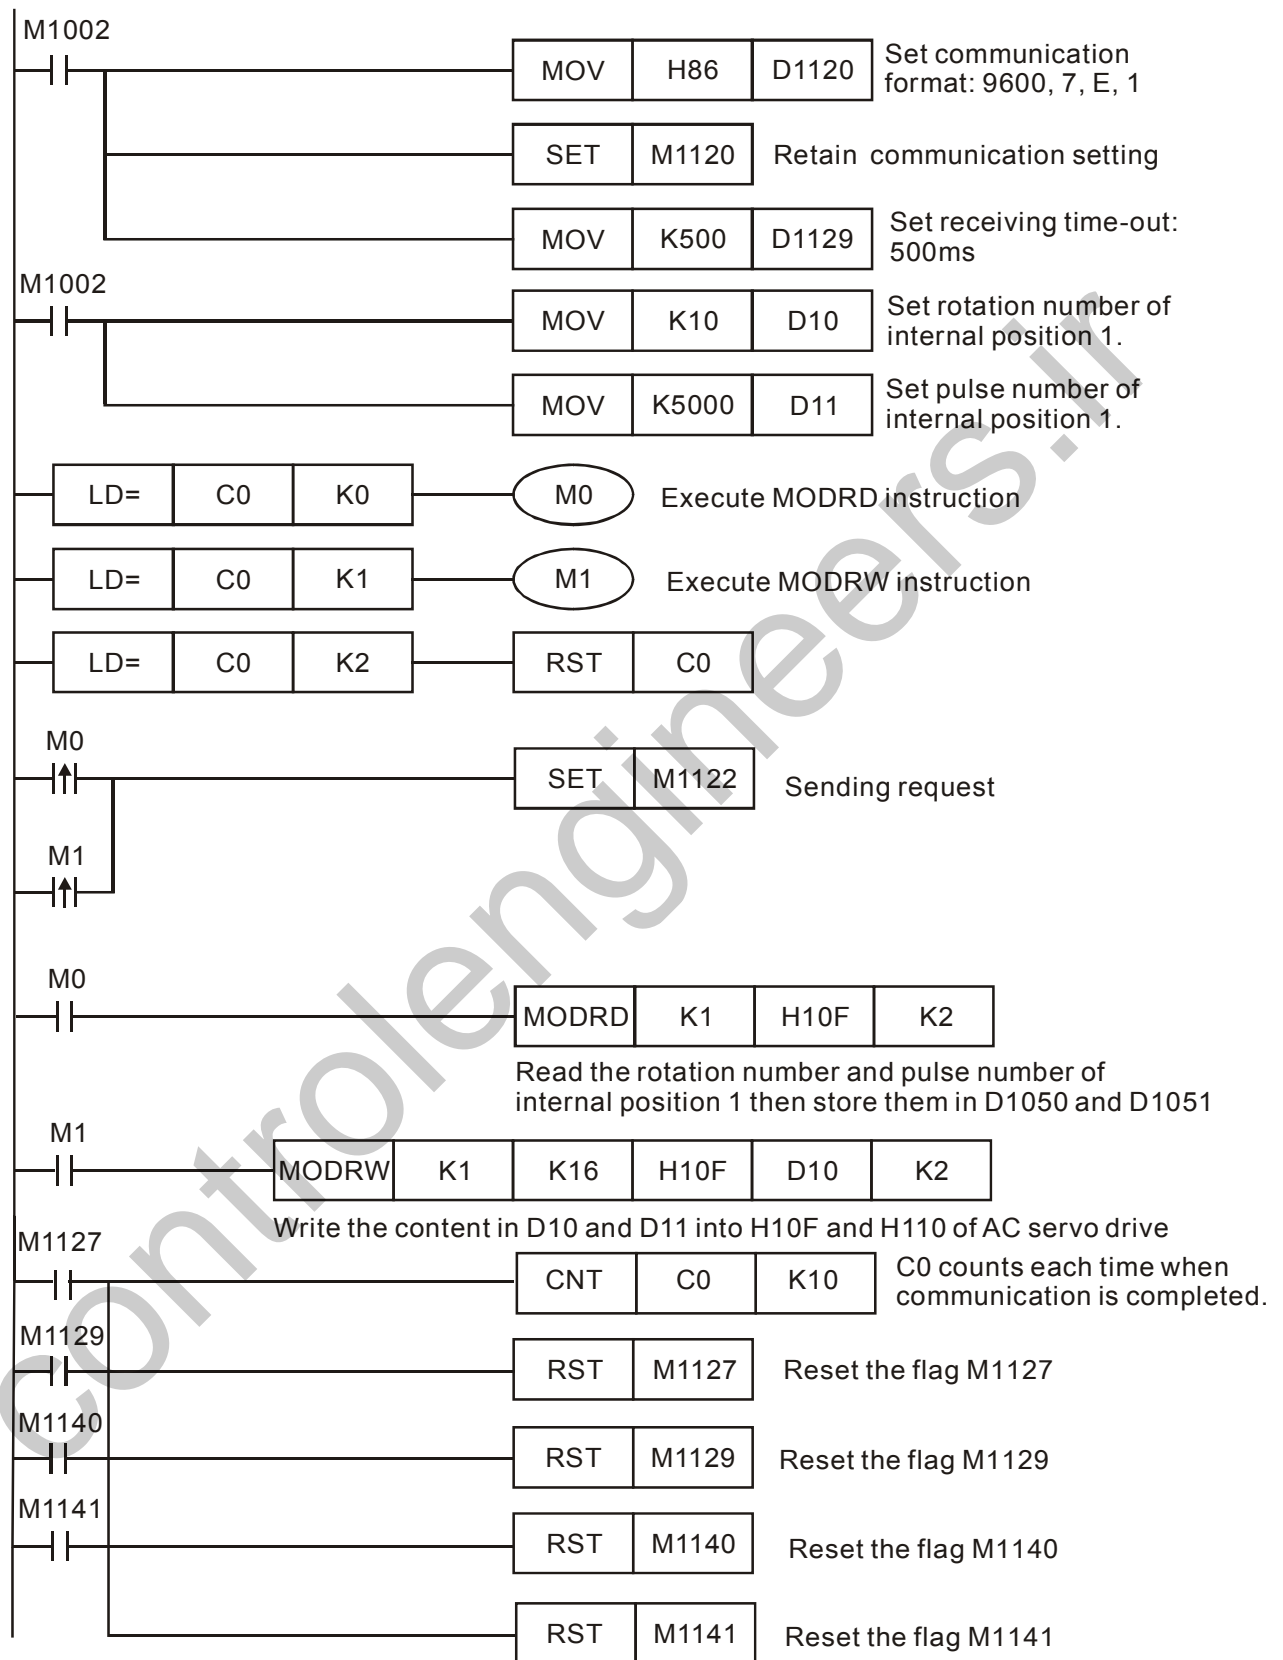 M1002
MOV H86 D1120
Set communication
format: 9600, 7, E, 1
SET M1120
Retain communication setting
MOV K500 D1129
Set receiving time-out:
500ms
M1002
MOV K10 D10
Set rotation number of
internal position 1.
MOV K5000 D11
Set pulse number of
internal position 1.
LD= C0 K0
M0
Execute MODRD instruction
LD= C0 K1
M1
Execute MODRW instruction
LD= C0 K2
RST C0
M0
SET M1122
Sending request
M1
M0
MODRD K1 H10F K2
Read the rotation number and pulse number of
internal position 1 then store them in D1050 and D1051
M1
MODRW K1 K16 H10F D10 K2
Write the content in D10 and D11 into H10F and H110 of AC servo drive
M1127
CNT C0 K10
C0 counts each time when
communication is completed.
M1129
RST M1127
Reset the flag M1127
M1140
RST M1129
Reset the flag M1129
M1141
RST M1140
Reset the flag M1140
RST M1141
Reset the flag M1141
controlengineers.ir